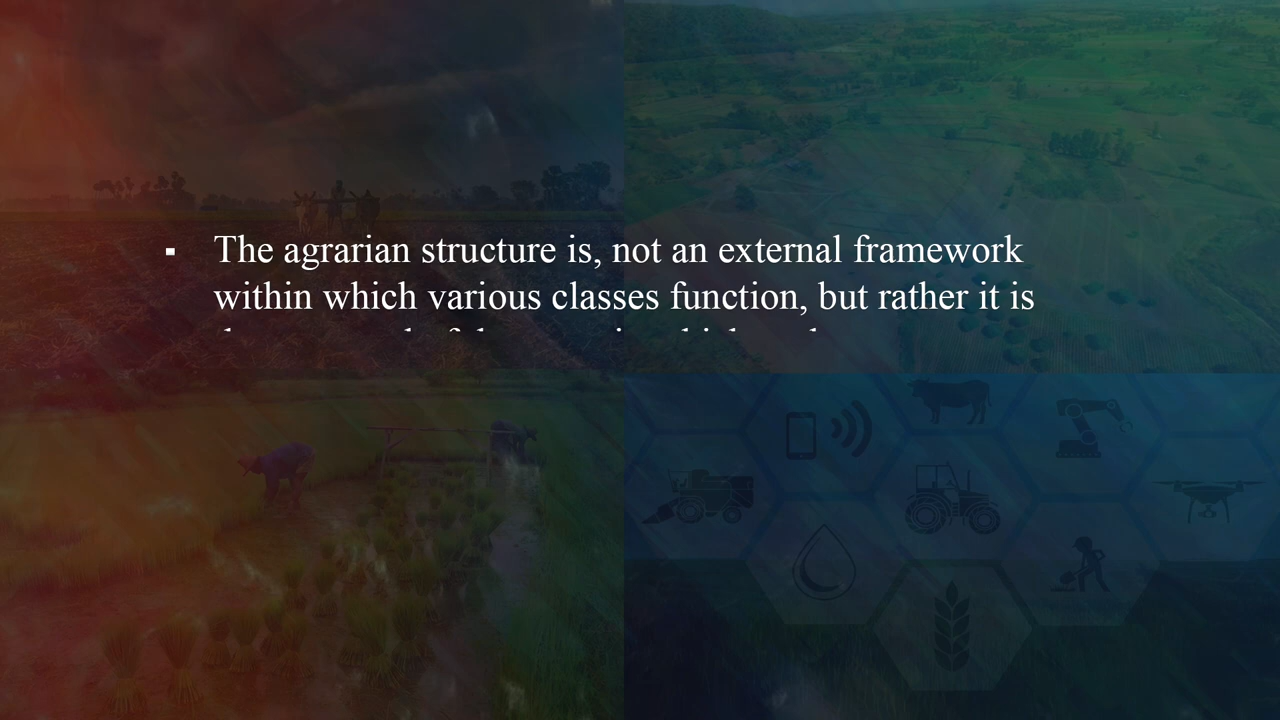 The agrarian structure is, not an external framework
within which various classes function, but rather it is